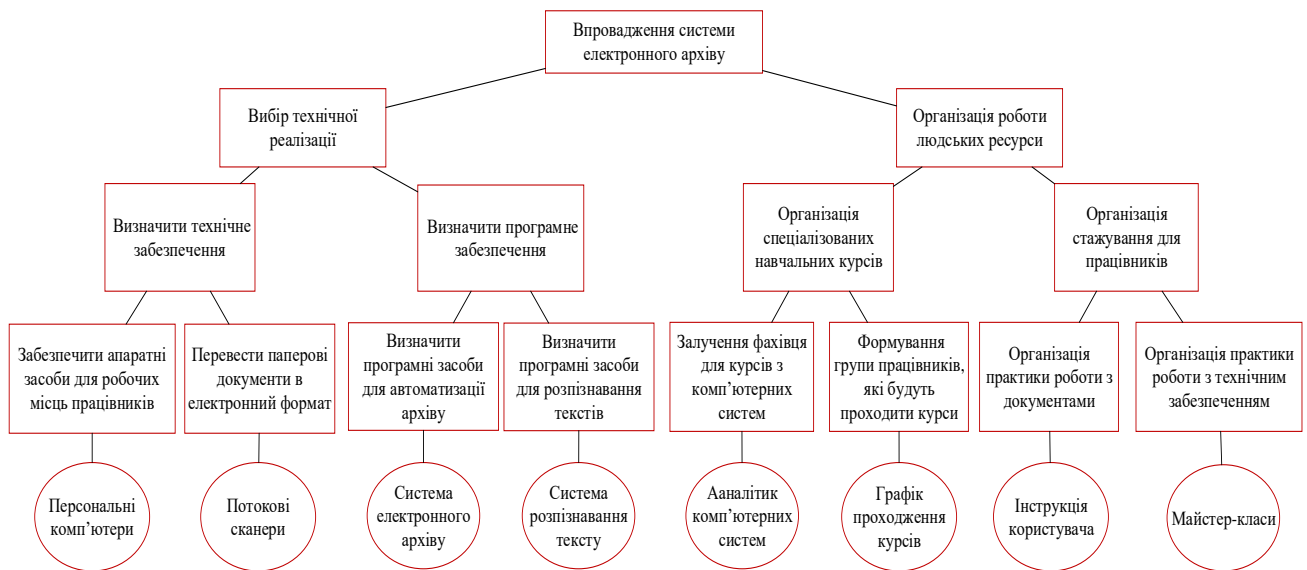 Впровадження системи
електронного архіву
Вибір технічної
реалізації
Організація роботи
людських ресурси
Визначити технічне
забезпечення
Визначити програмне
забезпечення
Організація
спеціалізованих
навчальних курсів
Організація
стажування для
працівників
Забезпечити апаратні
засоби для робочих
місць працівників
Перевести паперові
документи в
електронний формат
Визначити
програмні засоби
для автоматизації
архіву
Визначити
програмні засоби
для розпізнавання
текстів
Залучення фахівця
для курсів з
комп’ютерних
систем
Формування
групи працівників,
які будуть
проходити курси
Організація
практики роботи з
документами
Організація практики
роботи з технічним
забезпеченням
Персональні
комп’ютери
Потокові
сканери
Система
електронного
архіву
Система
розпізнавання
тексту
Ааналітик
комп’ютерних
систем
Графік
проходження
курсів
Інструкція
користувача
Майстер-класи